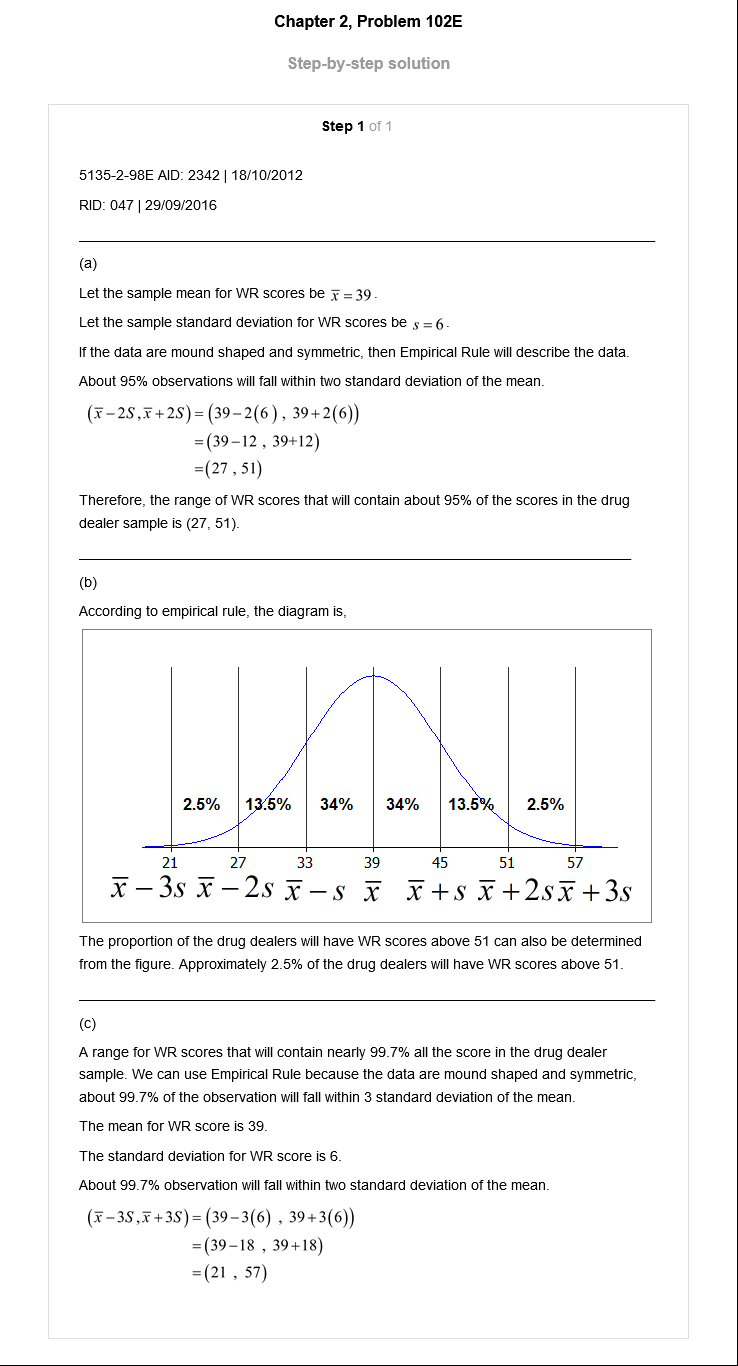 Chapter 2, Problem 102E
Step-by-step solution
Step 1 of 1
5135-2-98E AID: 2342 | 18/10/2012
RID: 047 | 29/09/2016
(a)
Let the sample mean for WR scores be x̅ = 39.
Let the sample standard deviation for WR scores be s = 6.
If the data are mound shaped and symmetric, then Empirical Rule will describe the data.
About 95% observations will fall within two standard deviation of the mean.
(x̅ − 2S, x̅ + 2S) = (39 − 2(6), 39 + 2(6))
= (39 − 12, 39+12)
= (27, 51)
Therefore, the range of WR scores that will contain about 95% of the scores in the drug
dealer sample is (27, 51).
(b)
According to empirical rule, the diagram is,
2.5% 13.5% 34% 34% 13.5% 2.5%
21 27 33 39 45 51 57
x̅ − 3s x̅ − 2s x̅ − s x̅ x̅ + s x̅ + 2s x̅ + 3s
The proportion of the drug dealers will have WR scores above 51 can also be determined
from the figure. Approximately 2.5% of the drug dealers will have WR scores above 51.
(c)
A range for WR scores that will contain nearly 99.7% all the score in the drug dealer
sample. We can use Empirical Rule because the data are mound shaped and symmetric,
about 99.7% of the observation will fall within 3 standard deviation of the mean.
The mean for WR score is 39.
The standard deviation for WR score is 6.
About 99.7% observation will fall within two standard deviation of the mean.
(x̅ − 3S, x̅ + 3S) = (39 − 3(6), 39 + 3(6))
= (39 − 18, 39 + 18)
= (21, 57)